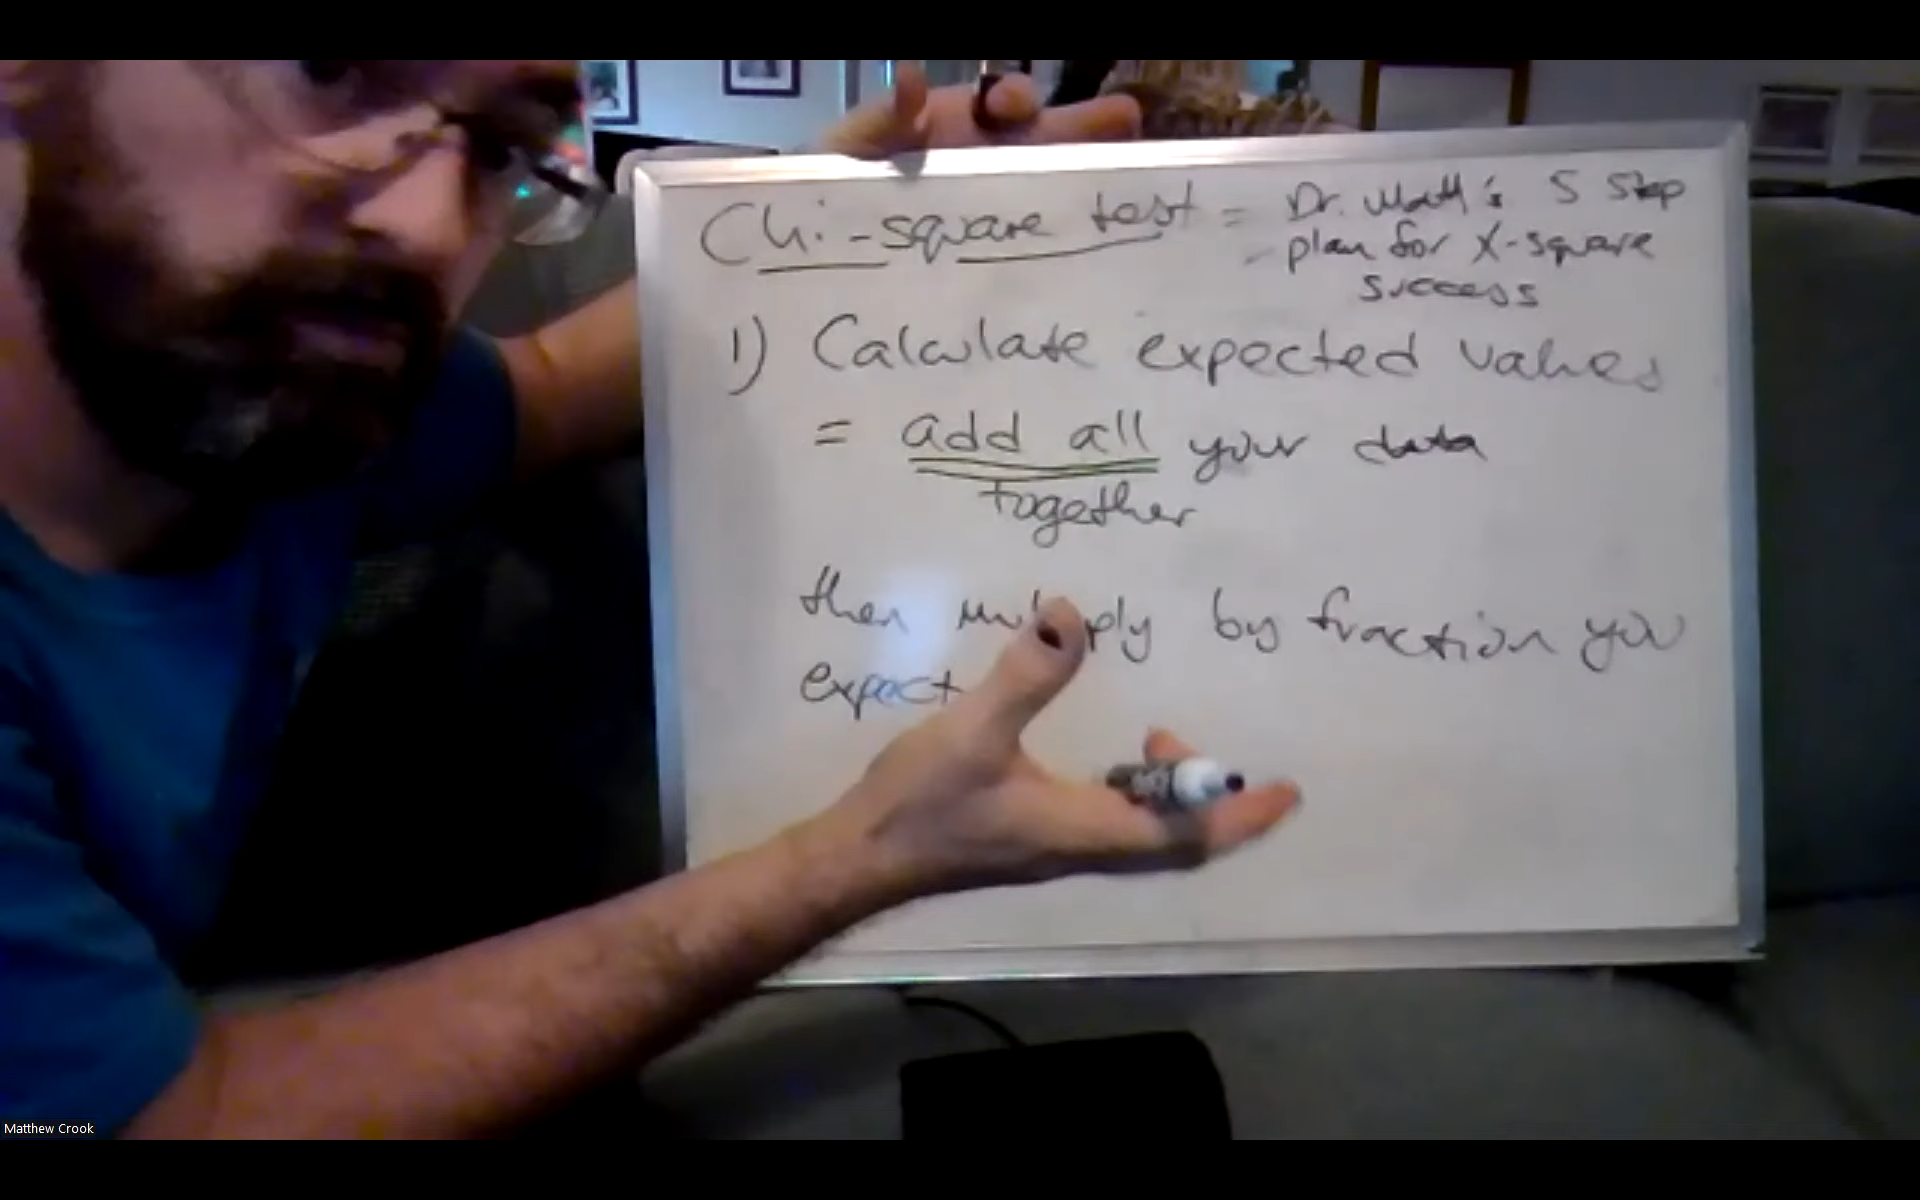 Chi-square test = Dr. Matt's 5 step
plan for X-square
success
1) Calculate expected values
= add all your data
together
then multiply by fraction you
expect
Matthew Crook